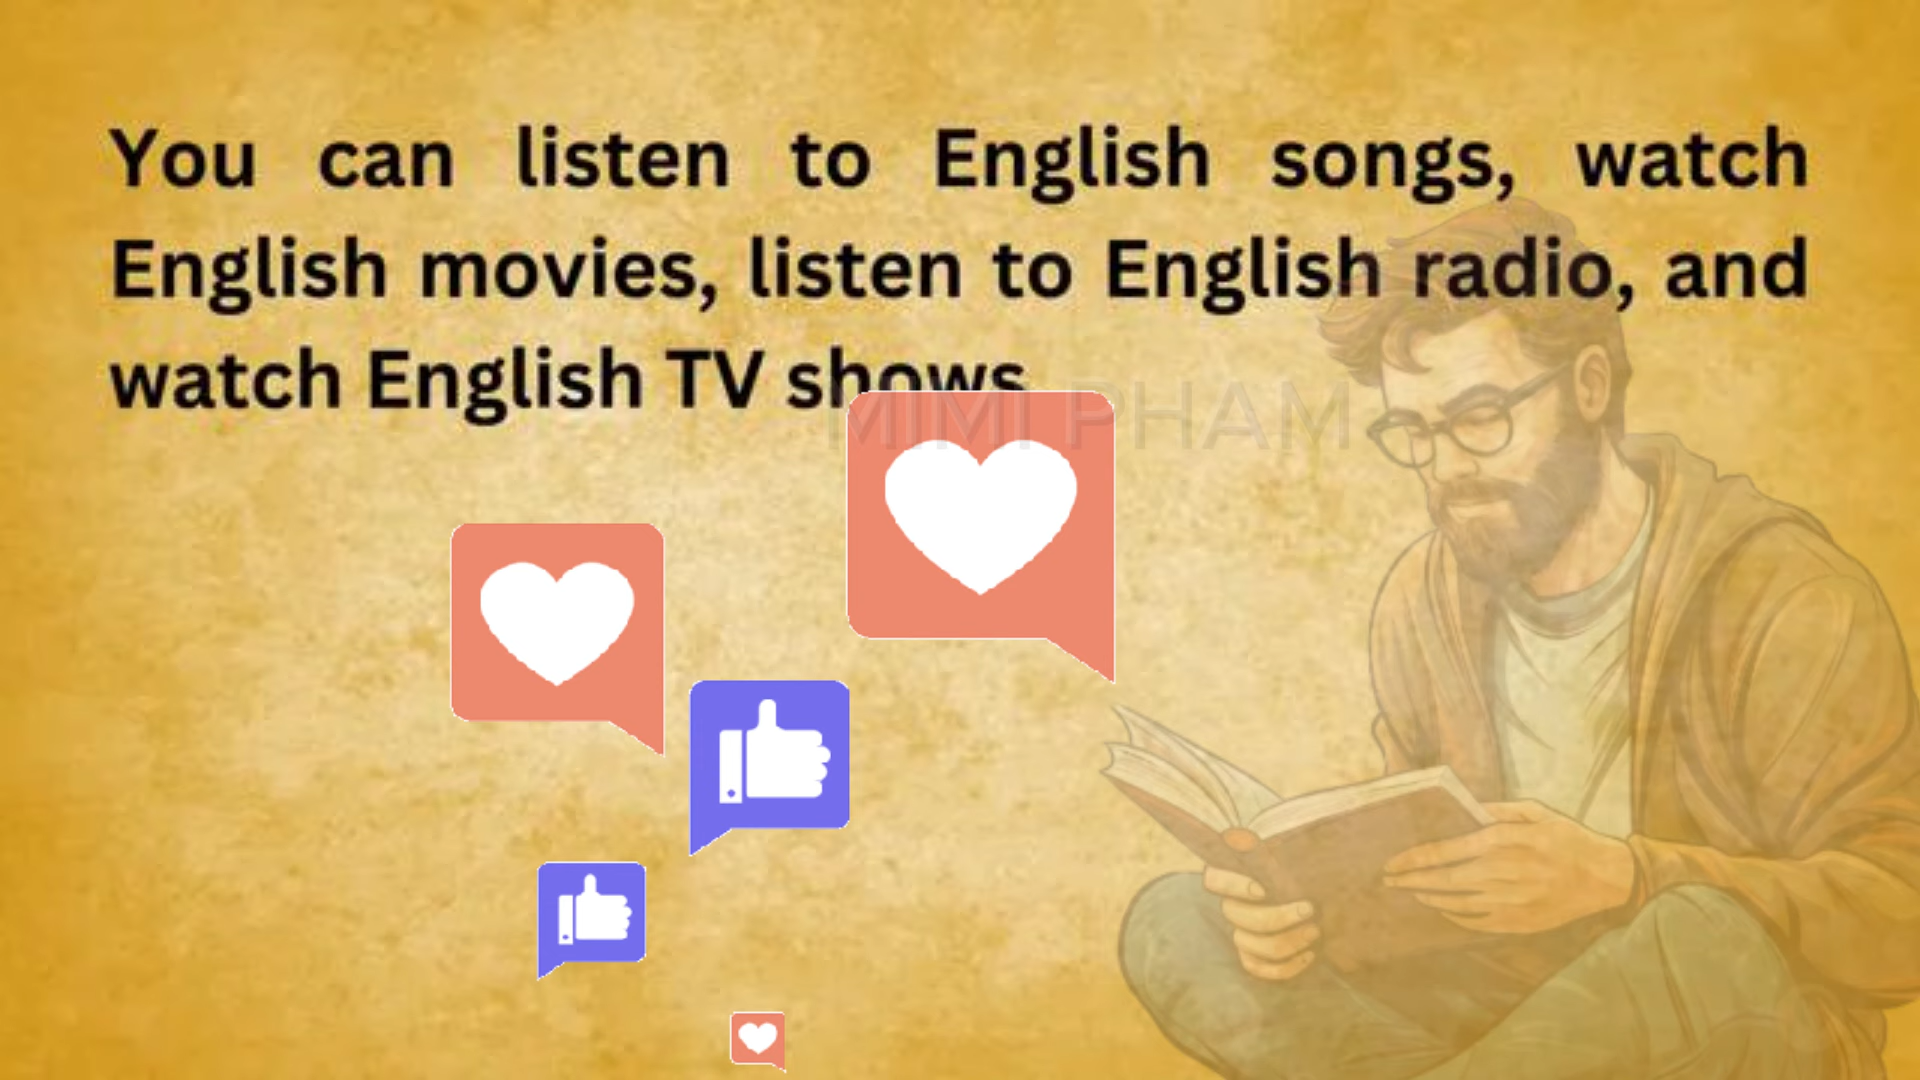 You can listen to English songs, watch
English movies, listen to English radio, and
watch English TV shows
MIMI PHAM